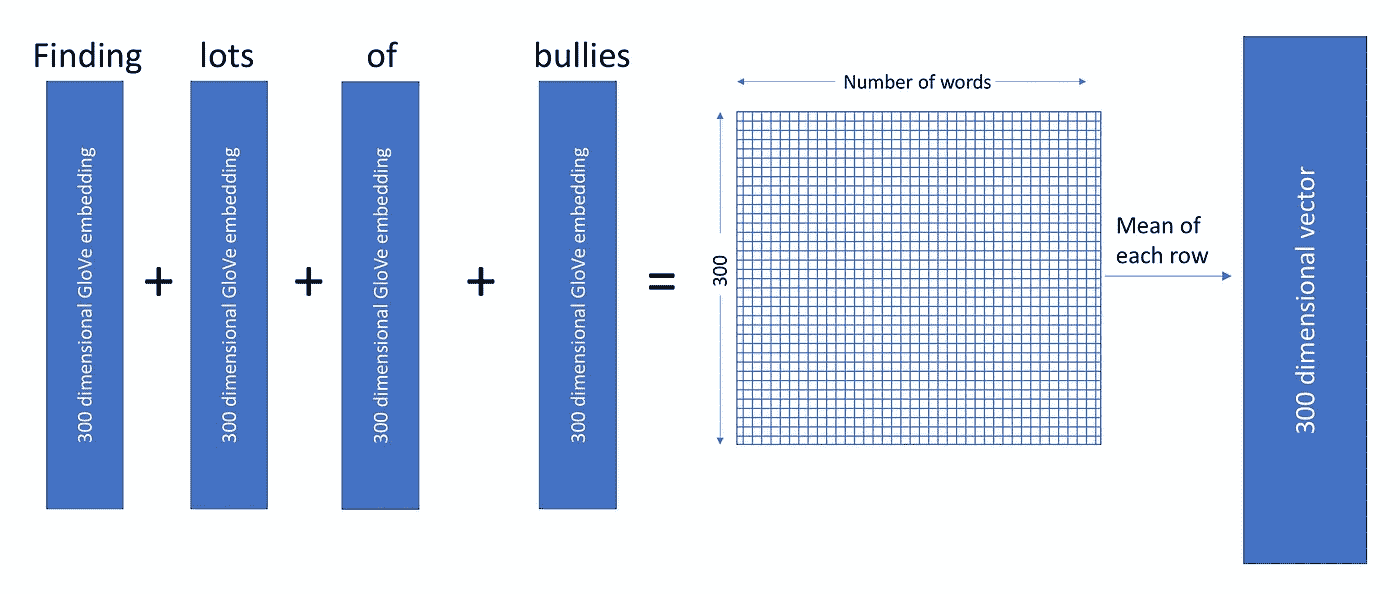 Finding lots of bullies
300 dimensional GloVe embedding
+
300 dimensional GloVe embedding
+
300 dimensional GloVe embedding
+
300 dimensional GloVe embedding
=
Number of words
300
Mean of
each row
300 dimensional vector